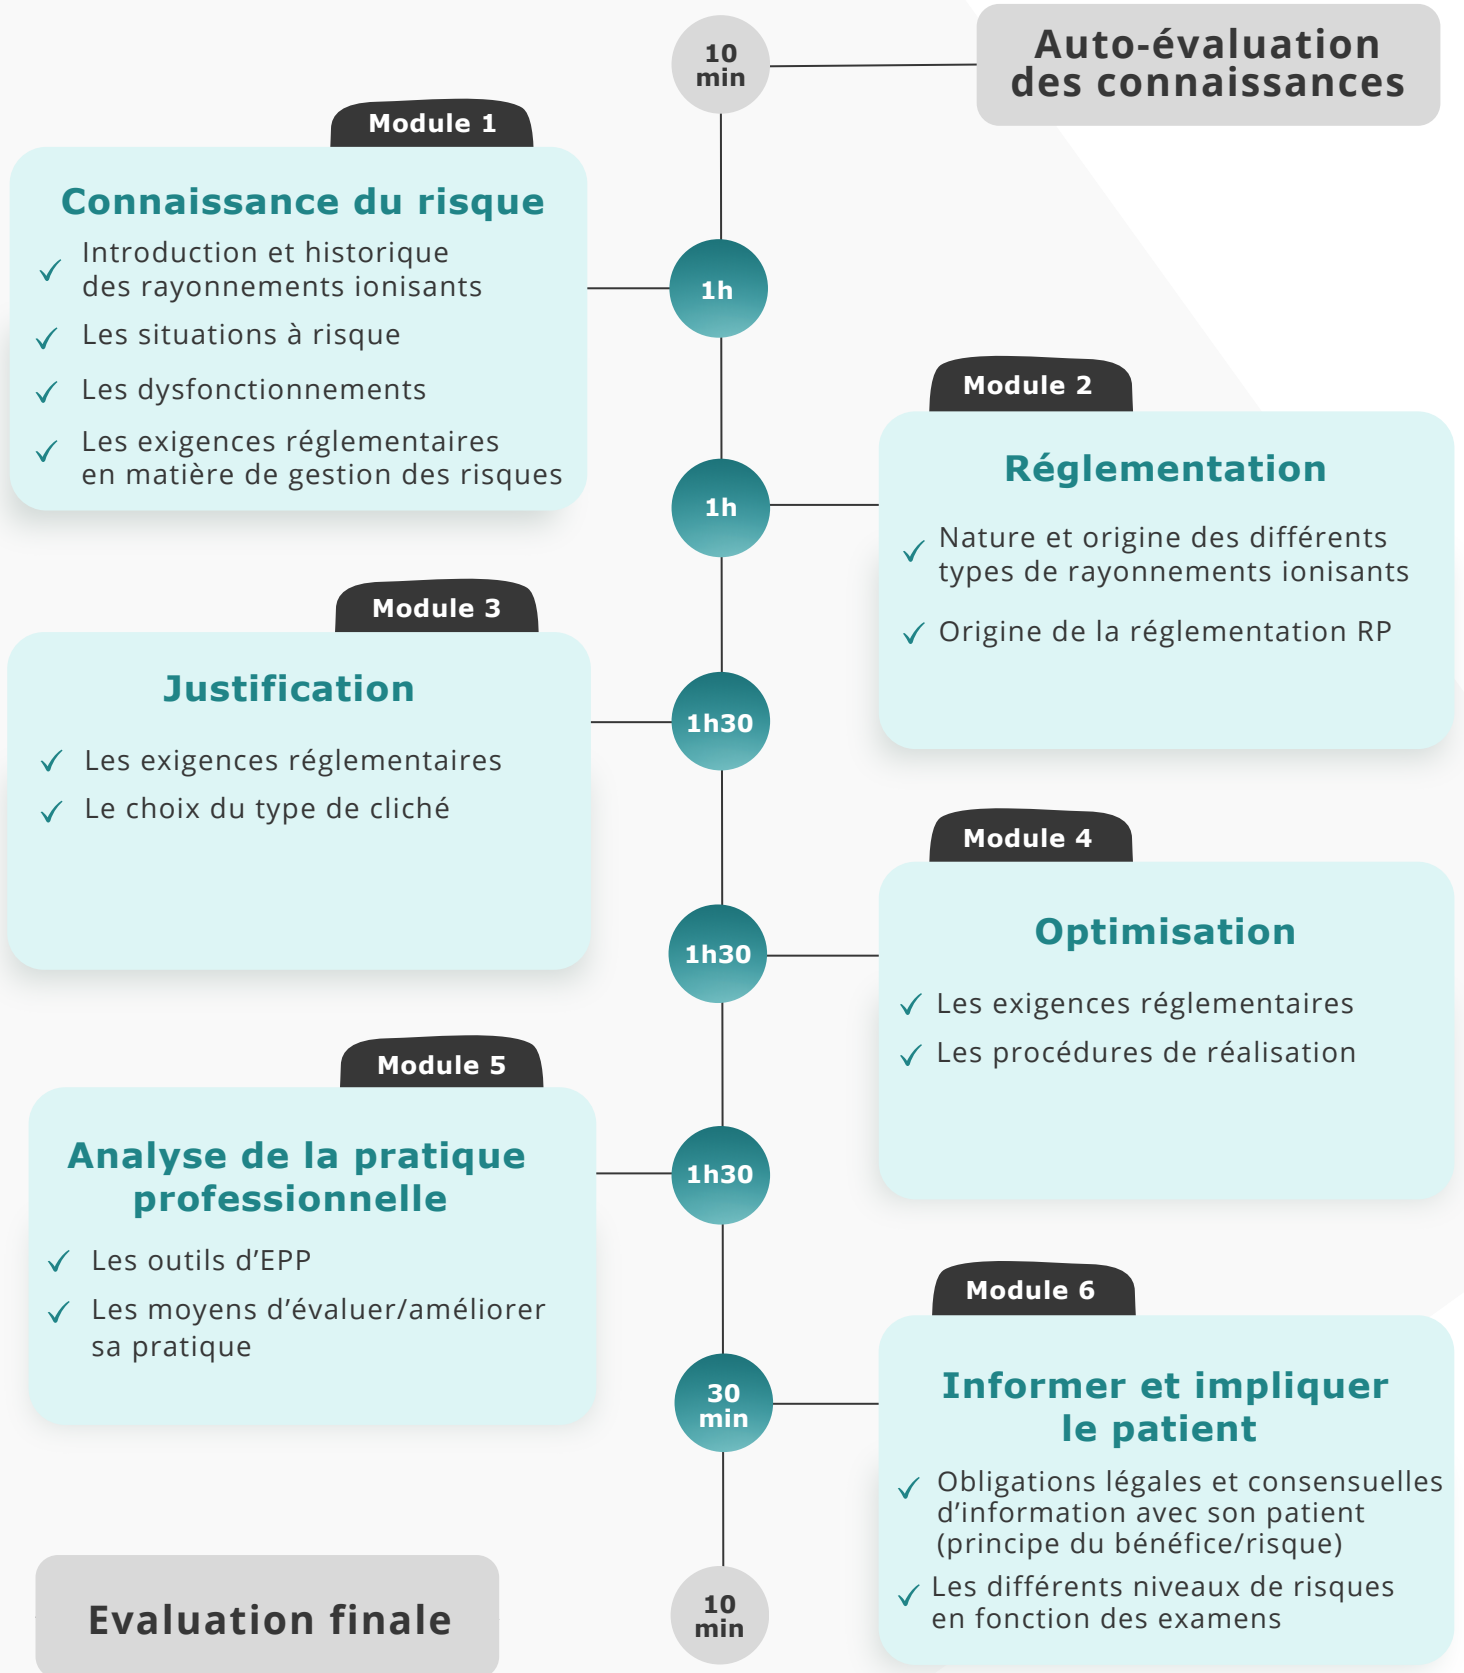 10
min
Auto-évaluation
des connaissances
Module 1
Connaissance du risque
Introduction et historique
des rayonnements ionisants
Les situations à risque
Les dysfonctionnements
Les exigences réglementaires
en matière de gestion des risques
1h
Module 2
Réglementation
Nature et origine des différents
types de rayonnements ionisants
Origine de la réglementation RP
1h
Module 3
Justification
Les exigences réglementaires
Le choix du type de cliché
1h30
Module 4
Optimisation
Les exigences réglementaires
Les procédures de réalisation
1h30
Module 5
Analyse de la pratique
professionnelle
Les outils d’EPP
Les moyens d’évaluer/améliorer
sa pratique
1h30
Module 6
Informer et impliquer
le patient
Obligations légales et consensuelles
d’information avec son patient
(principe du bénéfice/risque)
Les différents niveaux de risques
en fonction des examens
30
min
Evaluation finale
10
min